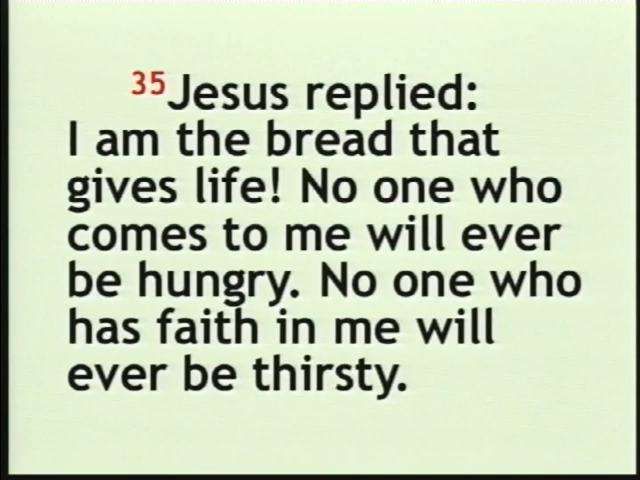 35Jesus replied:
I am the bread that
gives life! No one who
comes to me will ever
be hungry. No one who
has faith in me will
ever be thirsty.